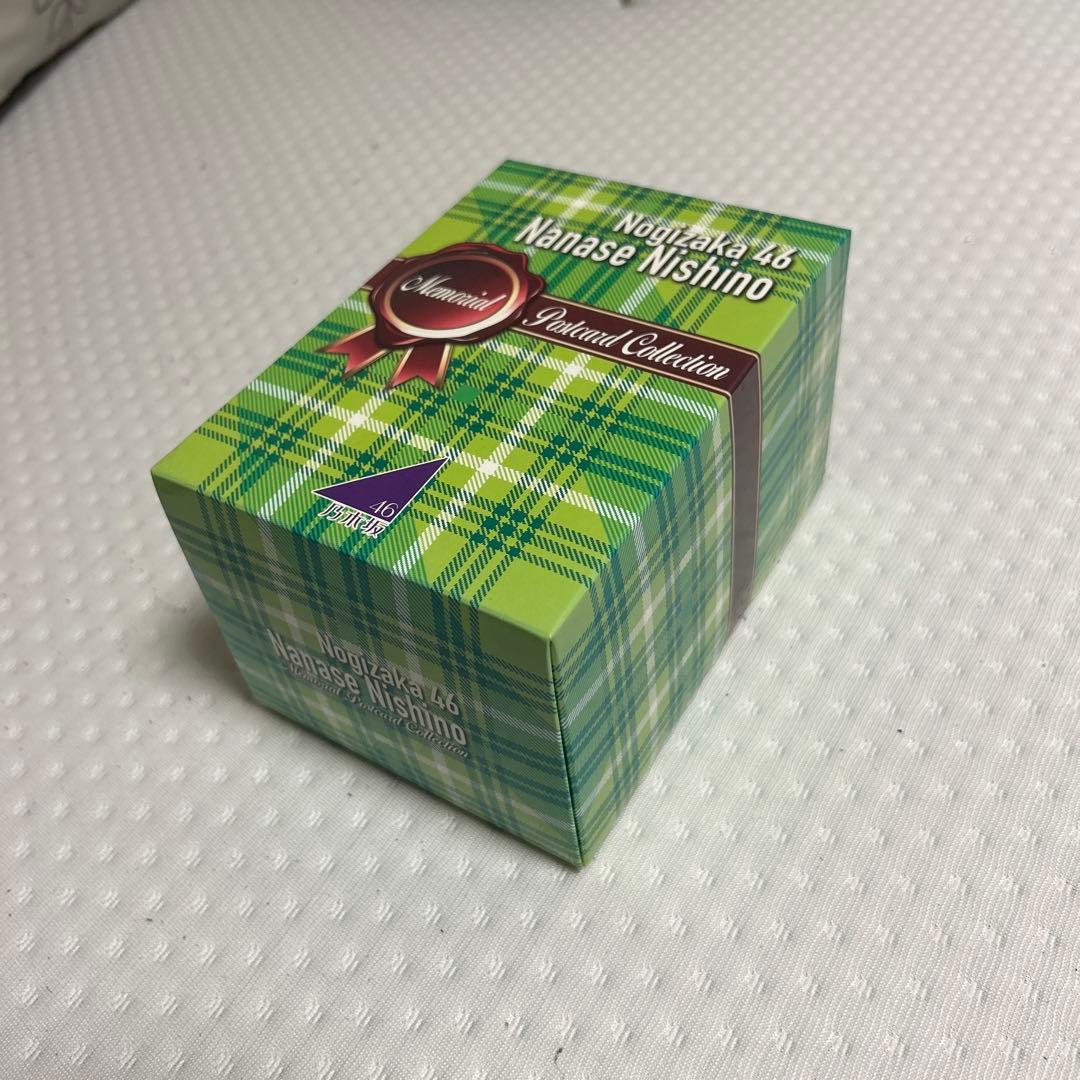 Nogizaka 46
Nanase Nishino
Memorial
Postcard Collection
46
乃木坂
Nogizaka 46
Nanase Nishino
Memorial Postcard Collection